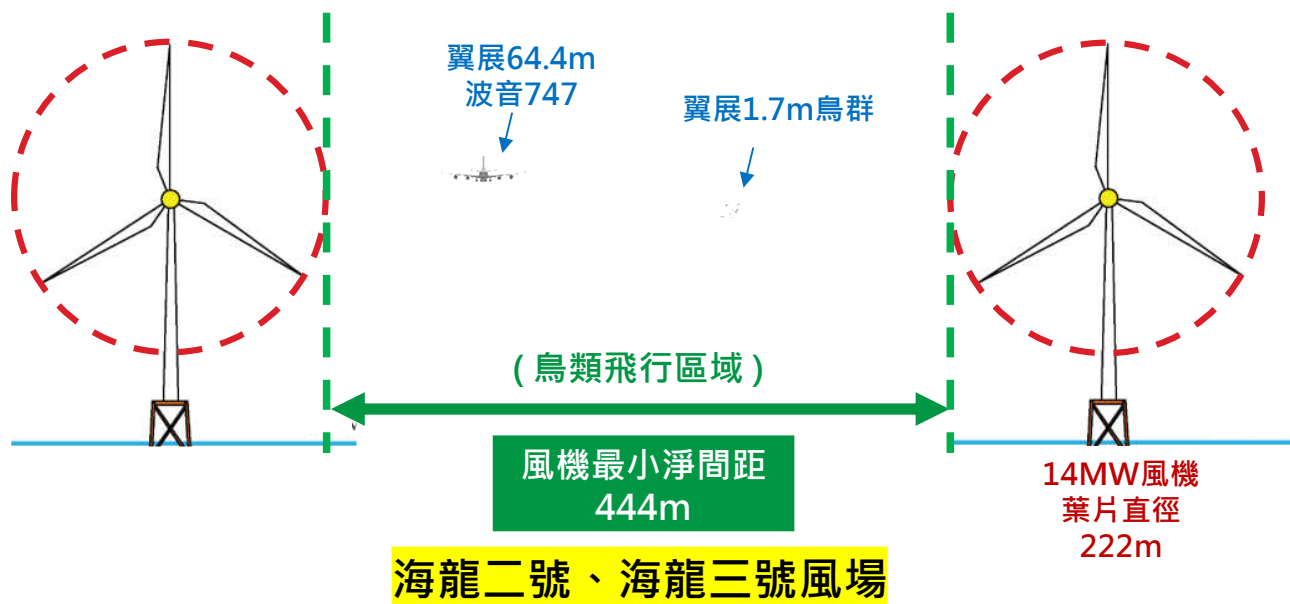 翼展64.4m
波音747
翼展1.7m鳥群
(鳥類飛行區域)
風機最小淨間距
444m
14MW風機
葉片直徑
222m
海龍二號、海龍三號風場